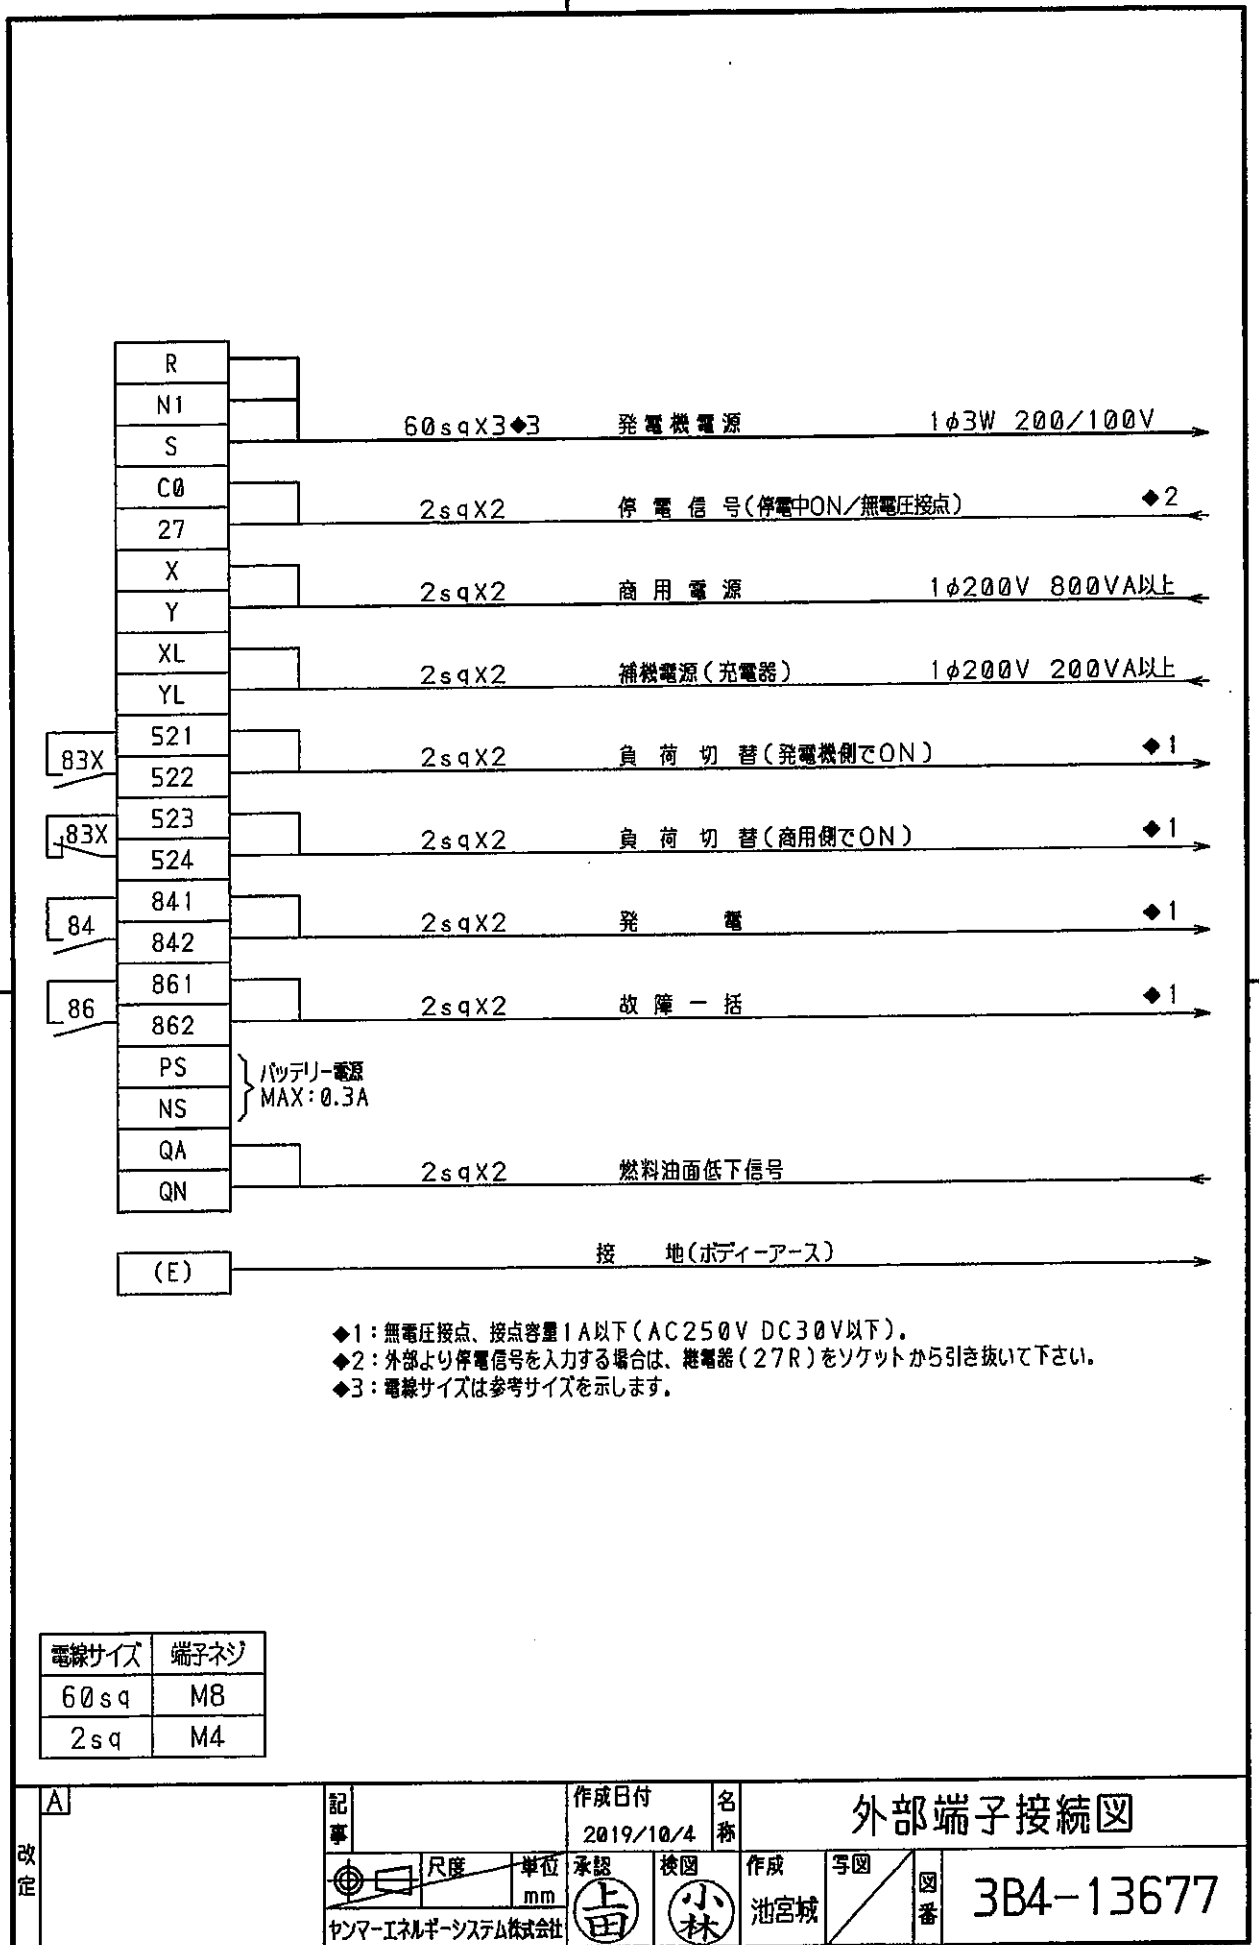 R
N1
S
60sqX3◆3 発電機電源 1φ3W 200/100V
C0
27
2sqX2 停電信号(停電中ON/無電圧接点) ◆2
X
Y
2sqX2 商用電源 1φ200V 800VA以上
XL
YL
2sqX2 補機電源(充電器) 1φ200V 200VA以上
83X
521
522
2sqX2 負荷切替(発電機側でON) ◆1
83X
523
524
2sqX2 負荷切替(商用側でON) ◆1
84
841
842
2sqX2 発電 ◆1
86
861
862
2sqX2 故障一括 ◆1
PS
NS
バッテリー電源
MAX:0.3A
QA
QN
2sqX2 燃料油面低下信号
(E)
接地(ボディーアース)
◆1:無電圧接点、接点容量1A以下(AC250V DC30V以下).
◆2:外部より停電信号を入力する場合は、継電器(27R)をソケットから引き抜いて下さい.
◆3:電線サイズは参考サイズを示します.
電線サイズ 端子ネジ
60sq M8
2sq M4
改定
A
記事
作成日付
2019/10/4
名称
外部端子接続図
尺度
単位
mm
ヤンマーエネルギーシステム株式会社
承認
上田
検図
小林
作成
池宮城
写図
図番
3B4-13677